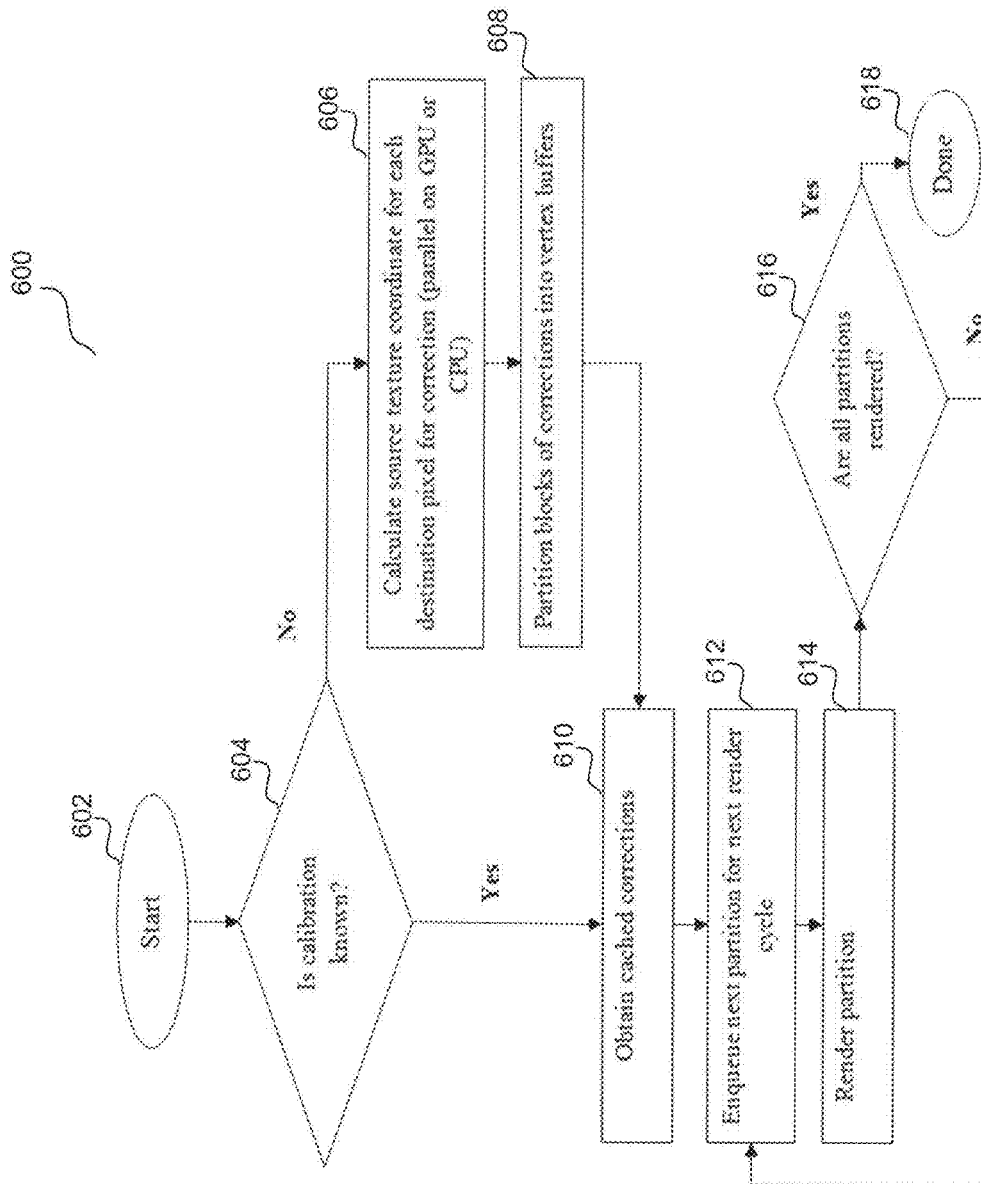 600
602
Start
604
Is calibration
known?
No
Yes
606
Calculate source texture coordinate for each
destination pixel for correction (parallel on GPU or
CPU)
608
Partition blocks of corrections into vertex buffers
610
Obtain cached corrections
612
Enqueue next partition for next render
cycle
614
Render partition
616
Are all partitions
rendered?
Yes
No
618
Done